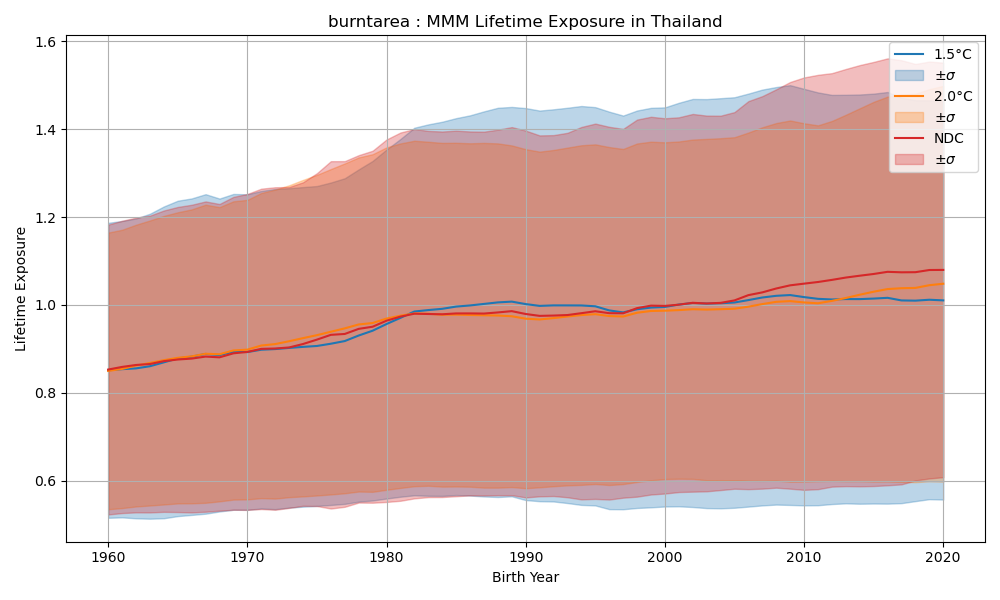 burntarea : MMM Lifetime Exposure in Thailand
1.6
1.4
1.2
1.0
0.8
0.6
Lifetime Exposure
1.5°C
±σ
2.0°C
±σ
NDC
±σ
1960
1970
1980
1990
2000
2010
2020
Birth Year